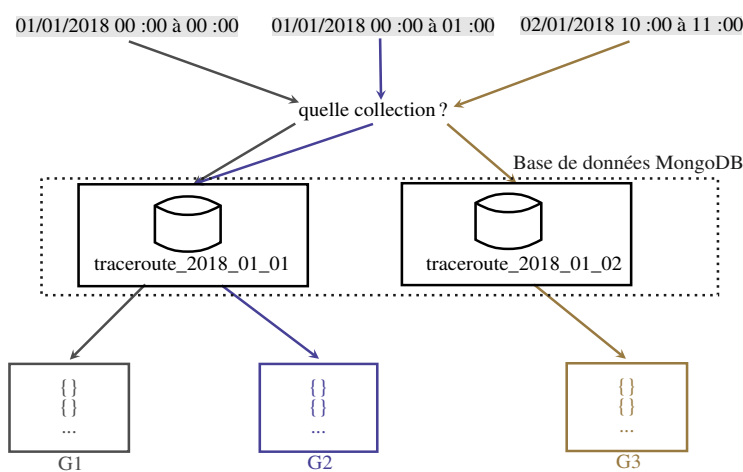 01/01/2018 00 :00 à 00 :00
01/01/2018 00 :00 à 01 :00
02/01/2018 10 :00 à 11 :00
quelle collection ?
Base de données MongoDB
traceroute_2018_01_01
traceroute_2018_01_02
{}
{}
...
G1
{}
{}
...
G2
{}
{}
...
G3